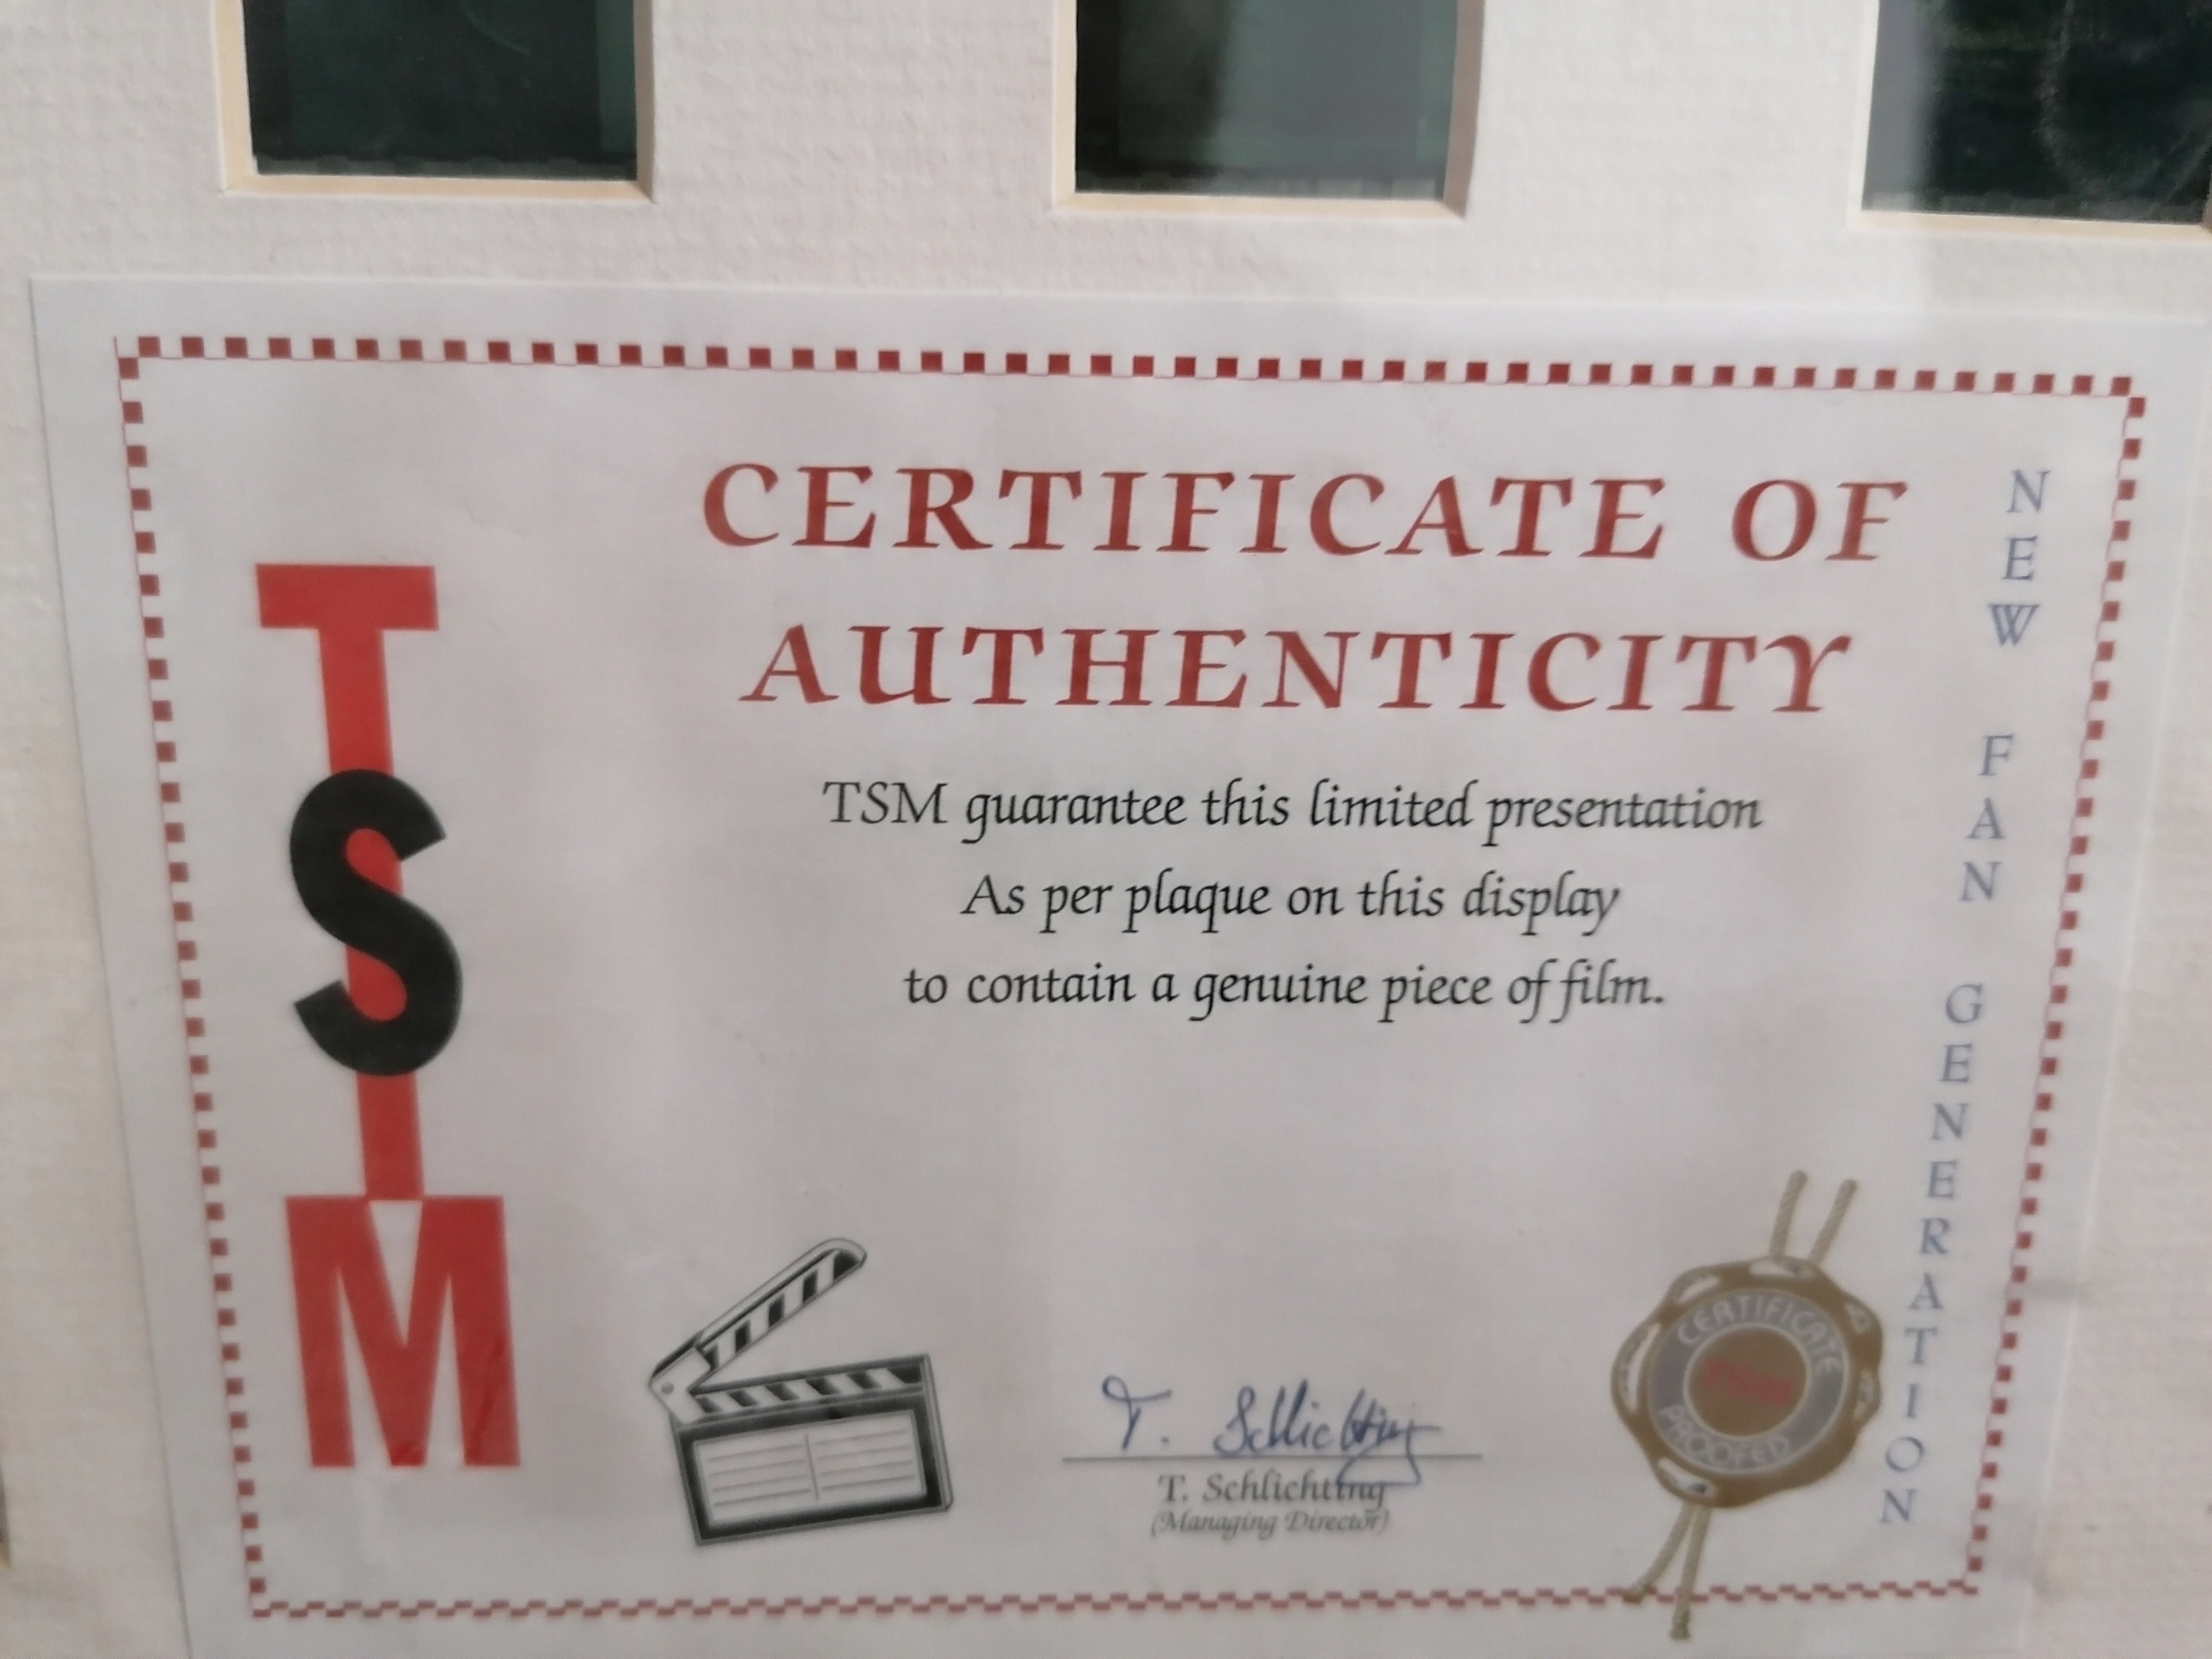 CERTIFICATE OF
AUTHENTICITY
TSM
TSM guarantee this limited presentation
As per plaque on this display
to contain a genuine piece of film.
T. Schlichting
T. Schlichting
(Managing Director)
CERTIFICATE
PROOFED
NEW FAN GENERATION